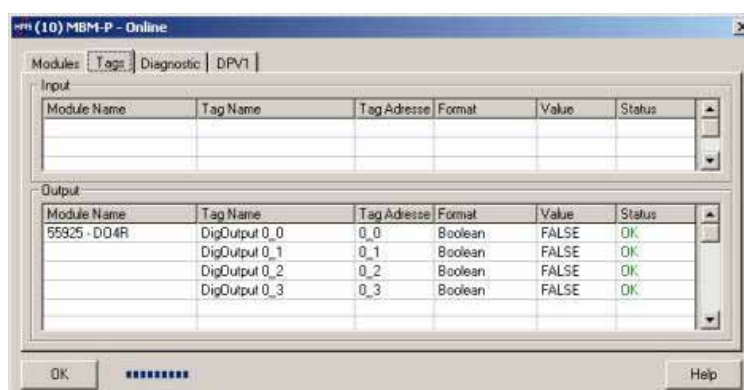 (10) MBM-P - Online
Modules Tags Diagnostic DPV1
Input
Module Name Tag Name Tag Adresse Format Value Status
Output
Module Name Tag Name Tag Adresse Format Value Status
55925 - DO4R DigOutput 0_0 0_0 Boolean FALSE OK
DigOutput 0_1 0_1 Boolean FALSE OK
DigOutput 0_2 0_2 Boolean FALSE OK
DigOutput 0_3 0_3 Boolean FALSE OK
OK Help